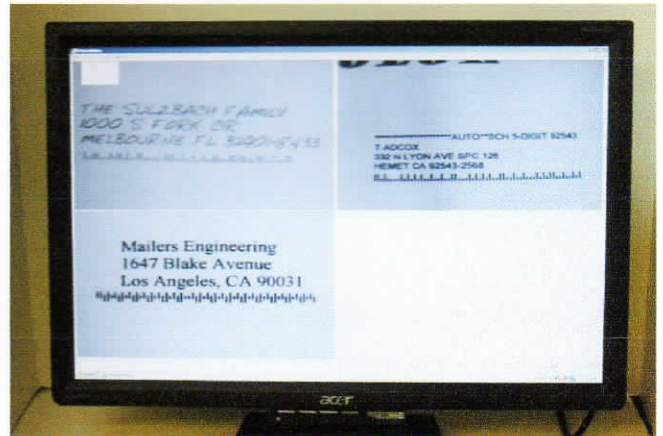 THE SULZBACH FAMILY
1000 S FORK DR
MELBOURNE FL 32901-8433
AUTO**SCH 5-DIGIT 92543
T ADCOX
332 N LYON AVE SPC 126
HEMET CA 92543-2568
Mailers Engineering
1647 Blake Avenue
Los Angeles, CA 90031
acer